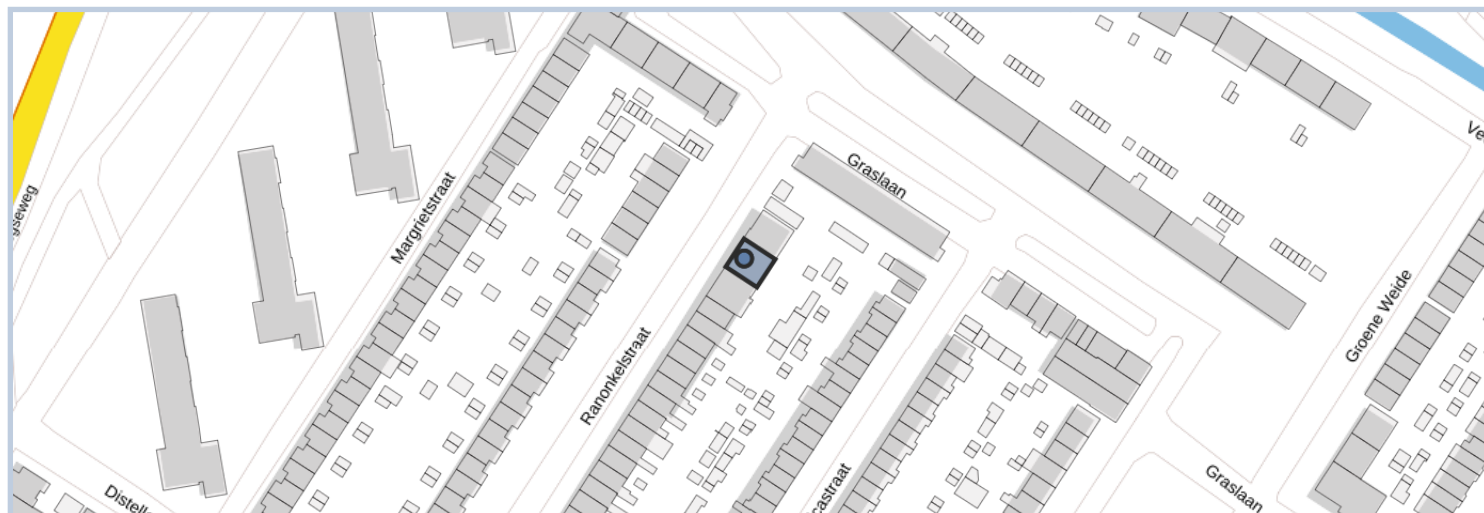 Graslaan
Margrietstraat
Ranonkelstraat
Groene Weide
Graslaan